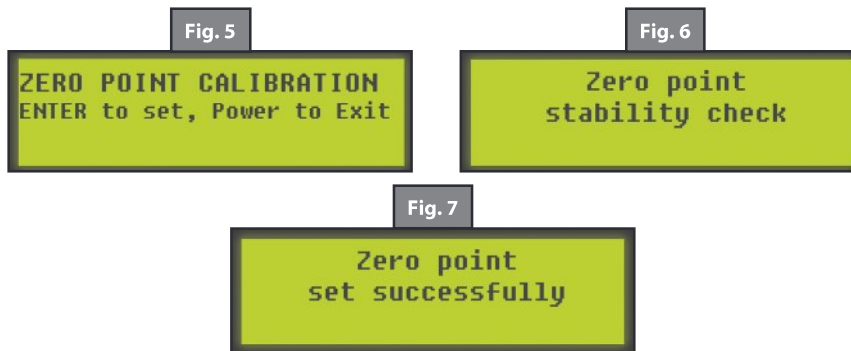 Fig. 5
ZERO POINT CALIBRATION
ENTER to set, Power to Exit
Fig. 6
Zero point
stability check
Fig. 7
Zero point
set successfully